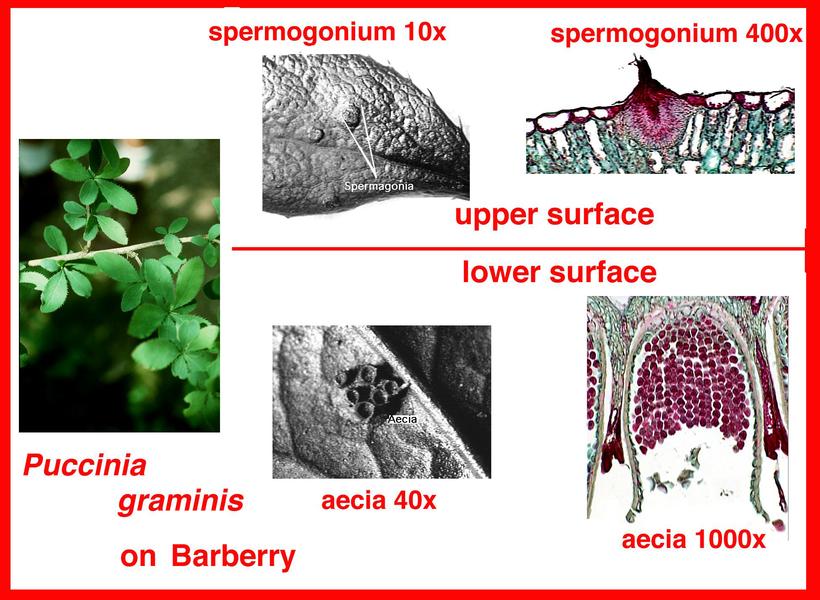 spermogonium 10x
spermogonium 400x
Spermagonia
upper surface
lower surface
Aecia
aecia 40x
aecia 1000x
Puccinia
graminis
on Barberry